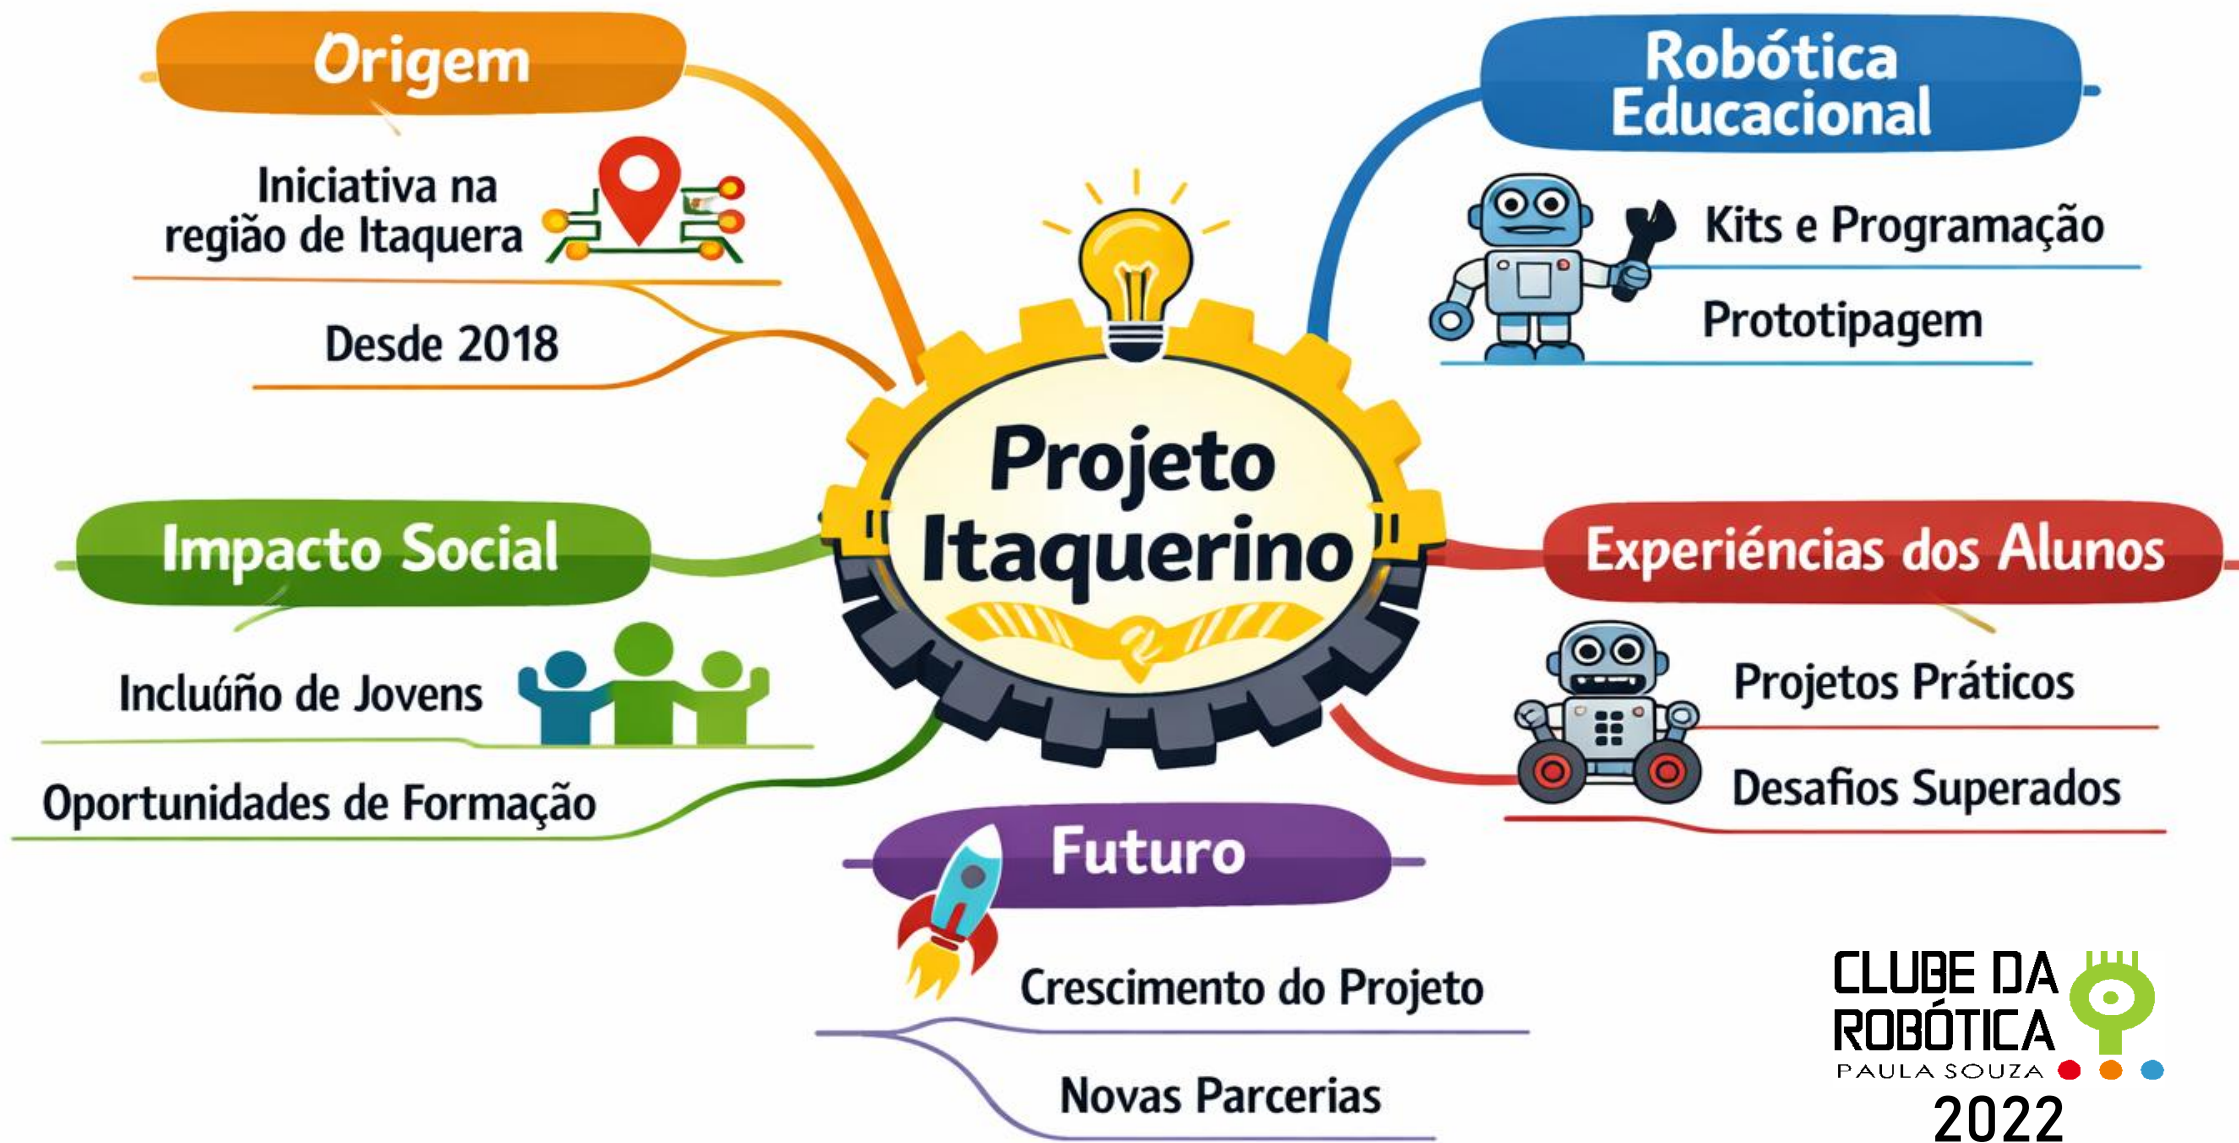 Origem
Iniciativa na
região de Itaquera
Desde 2018
Robótica
Educacional
Kits e Programação
Prototipagem
Projeto
Itaquerino
Impacto Social
Incluúño de Jovens
Oportunidades de Formação
Experiéncias dos Alunos
Projetos Práticos
Desafios Superados
Futuro
Crescimento do Projeto
Novas Parcerias
CLUBE DA
ROBÓTICA
PAULA SOUZA
2022